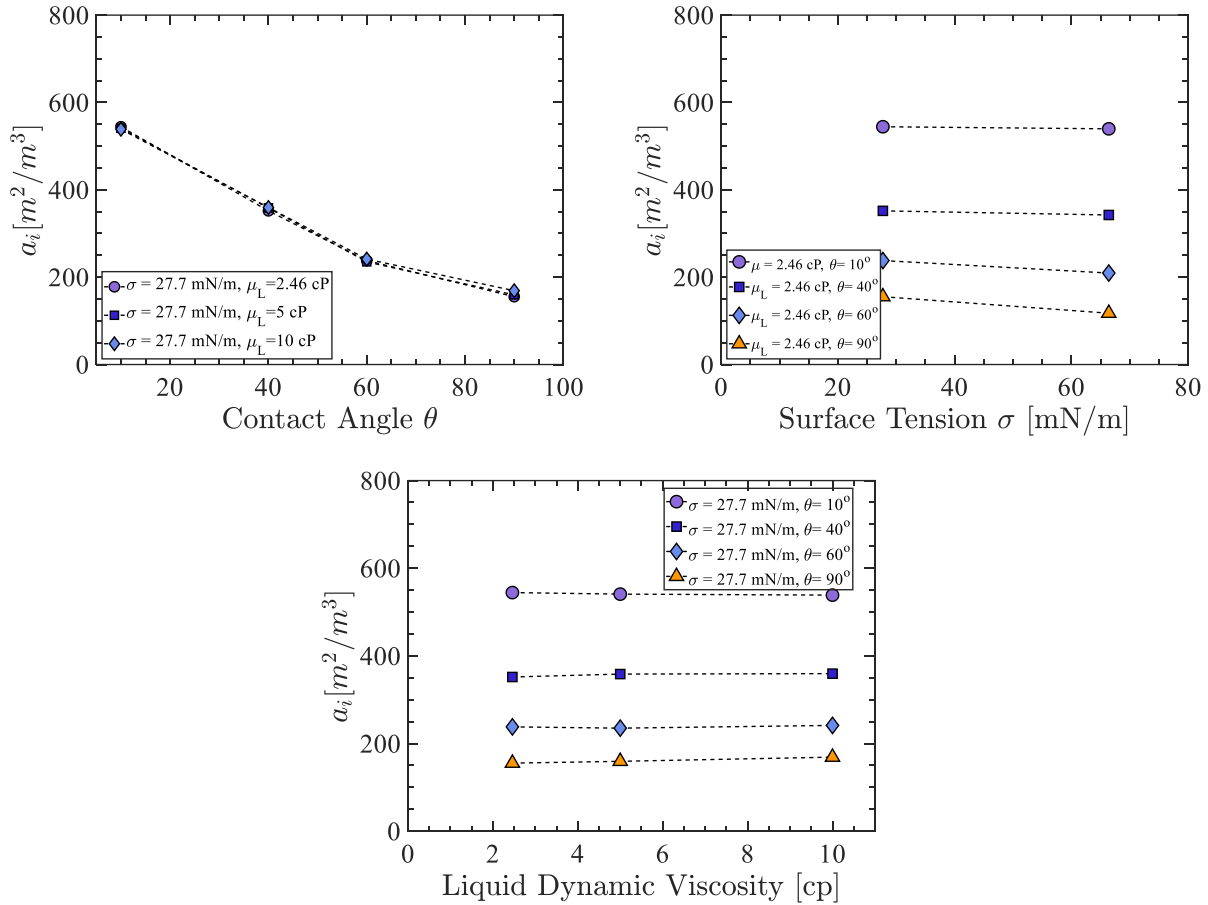 800
600
400
200
0
a_i[m^2/m^3]
σ = 27.7 mN/m, μ_L=2.46 cP
σ = 27.7 mN/m, μ_L=5 cP
σ = 27.7 mN/m, μ_L=10 cP
20 40 60 80 100
Contact Angle θ
800
600
400
200
0
a_i[m^2/m^3]
μ = 2.46 cP, θ= 10^o
μ_L = 2.46 cP, θ= 40^o
μ_L = 2.46 cP, θ= 60^o
μ_L = 2.46 cP, θ= 90^o
0 20 40 60 80
Surface Tension σ [mN/m]
800
600
400
200
0
a_i[m^2/m^3]
σ = 27.7 mN/m, θ= 10^o
σ = 27.7 mN/m, θ= 40^o
σ = 27.7 mN/m, θ= 60^o
σ = 27.7 mN/m, θ= 90^o
0 2 4 6 8 10
Liquid Dynamic Viscosity [cp]